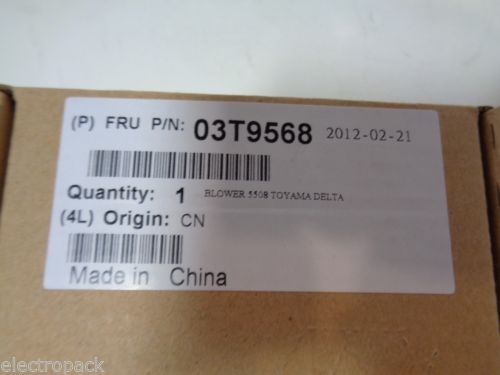 (P) FRU P/N: 03T9568 2012-02-21
Quantity: 1 BLOWER 5508 TOYAMA DELTA
(4L) Origin: CN
Made in China
electropack